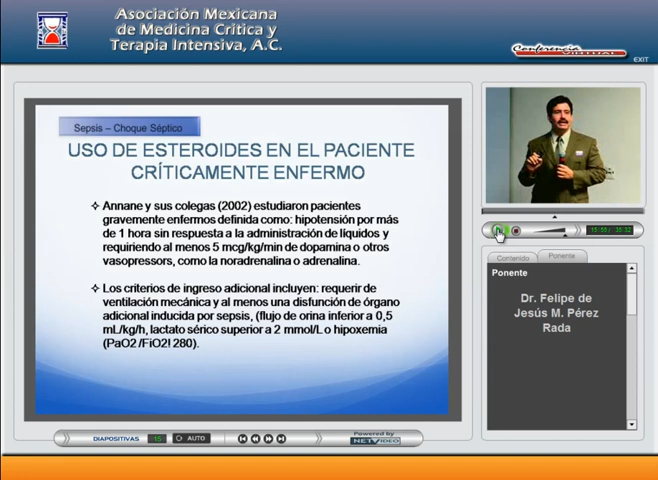 Asociación Mexicana
de Medicina Crítica y
Terapia Intensiva, A.C.
Conferencia
EXIT
Sepsis – Choque Séptico
USO DE ESTEROIDES EN EL PACIENTE
CRÍTICAMENTE ENFERMO
Annane y sus colegas (2002) estudiaron pacientes
gravemente enfermos definida como: hipotensión por más
de 1 hora sin respuesta a la administración de líquidos y
requiriendo al menos 5 mcg/kg/min de dopamina o otros
vasopressors, como la noradrenalina o adrenalina.
Los criterios de ingreso adicional incluyen: requerir de
ventilación mecánica y al menos una disfunción de órgano
adicional inducida por sepsis, (flujo de orina inferior a 0,5
mL/kg/h, lactato sérico superior a 2 mmol/L o hipoxemia
(PaO2 /FiO2! 280).
Contenido
Ponente
Ponente
Dr. Felipe de
Jesús M. Pérez
Rada
DIAPOSITIVAS 15 AUTO
Powered by
NETVIDEO